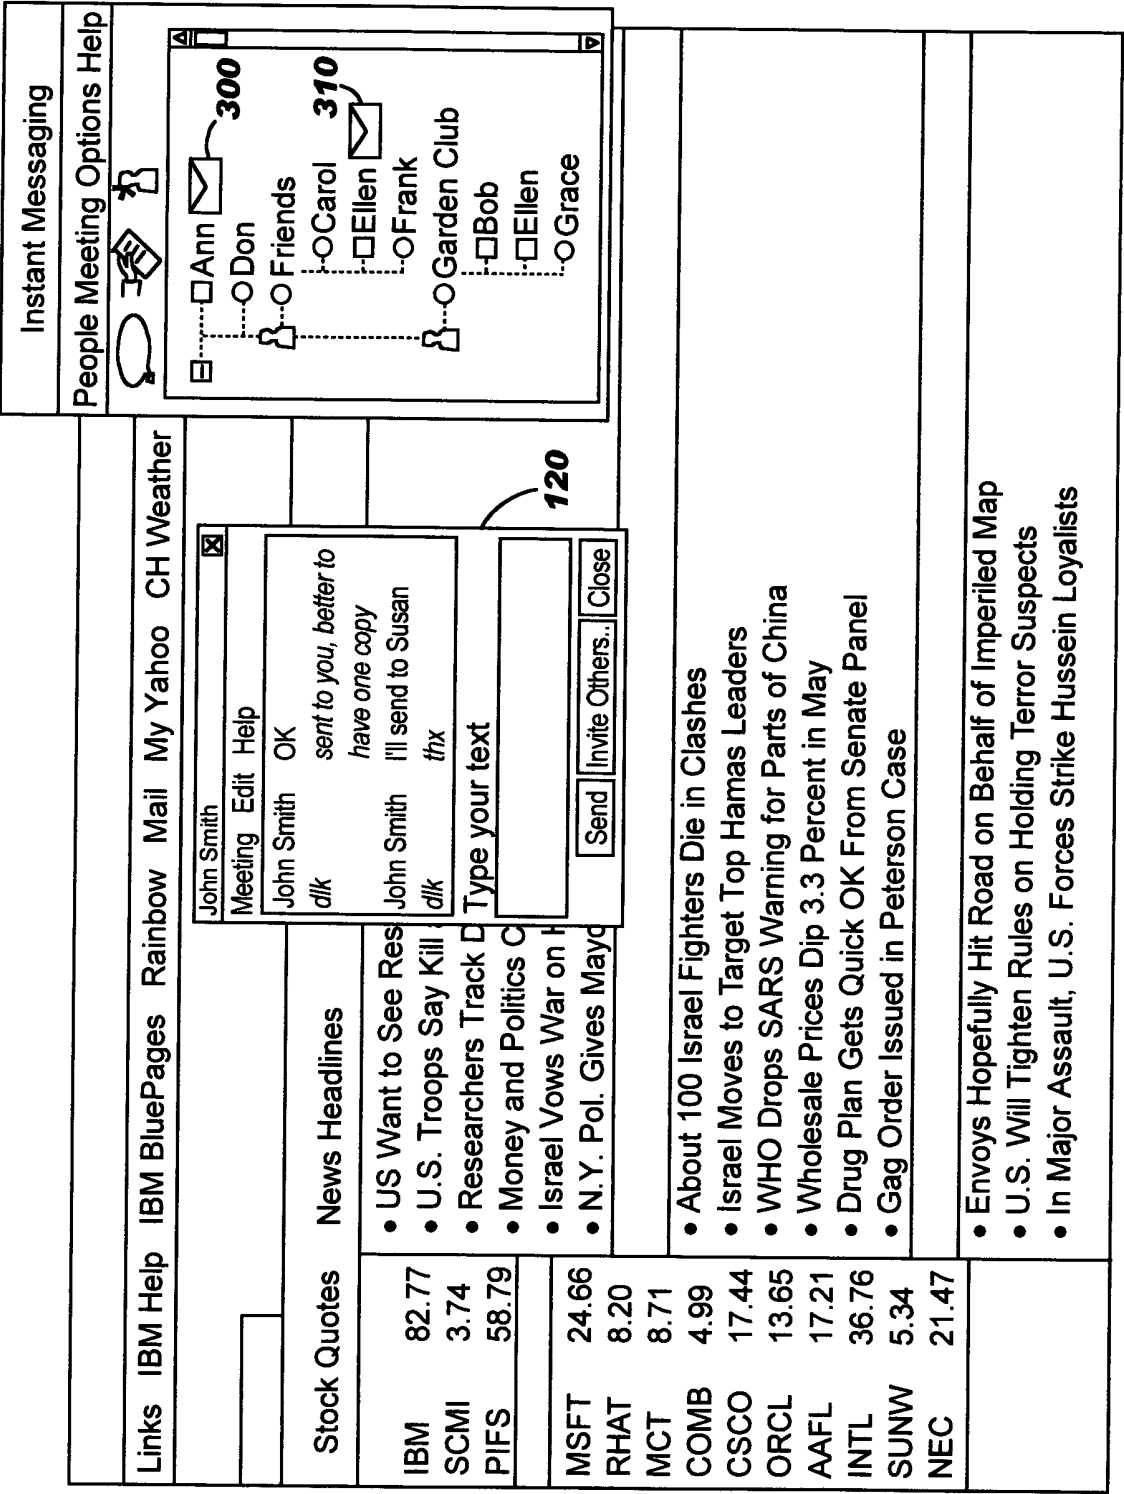 Instant Messaging
People Meeting Options Help
Ann
300
Don
Friends
Carol
310
Ellen
Frank
Garden Club
Bob
Ellen
Grace
Links IBM Help IBM BluePages Rainbow Mail My Yahoo CH Weather
John Smith
Meeting Edit Help
John Smith OK
dlk sent to you, better to
have one copy
John Smith I'll send to Susan
dlk thx
Type your text
Send Invite Others.. Close
120
Stock Quotes News Headlines
IBM 82.77
SCMI 3.74
PIFS 58.79
MSFT 24.66
RHAT 8.20
MCT 8.71
COMB 4.99
CSCO 17.44
ORCL 13.65
AAFL 17.21
INTL 36.76
SUNW 5.34
NEC 21.47
• US Want to See Res
• U.S. Troops Say Kill
• Researchers Track D
• Money and Politics C
• Israel Vows War on H
• N.Y. Pol. Gives Mayo
• About 100 Israel Fighters Die in Clashes
• Israel Moves to Target Top Hamas Leaders
• WHO Drops SARS Warning for Parts of China
• Wholesale Prices Dip 3.3 Percent in May
• Drug Plan Gets Quick OK From Senate Panel
• Gag Order Issued in Peterson Case
• Envoys Hopefully Hit Road on Behalf of Imperiled Map
• U.S. Will Tighten Rules on Holding Terror Suspects
• In Major Assault, U.S. Forces Strike Hussein Loyalists